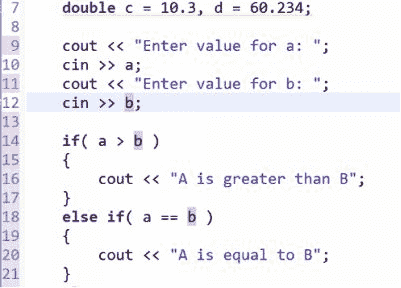 7 double c = 10.3, d = 60.234;
8
9 cout << "Enter value for a: ";
10 cin >> a;
11 cout << "Enter value for b: ";
12 cin >> b;
13
14 if( a > b )
15 {
16 cout << "A is greater than B";
17 }
18 else if( a == b )
19 {
20 cout << "A is equal to B";
21 }